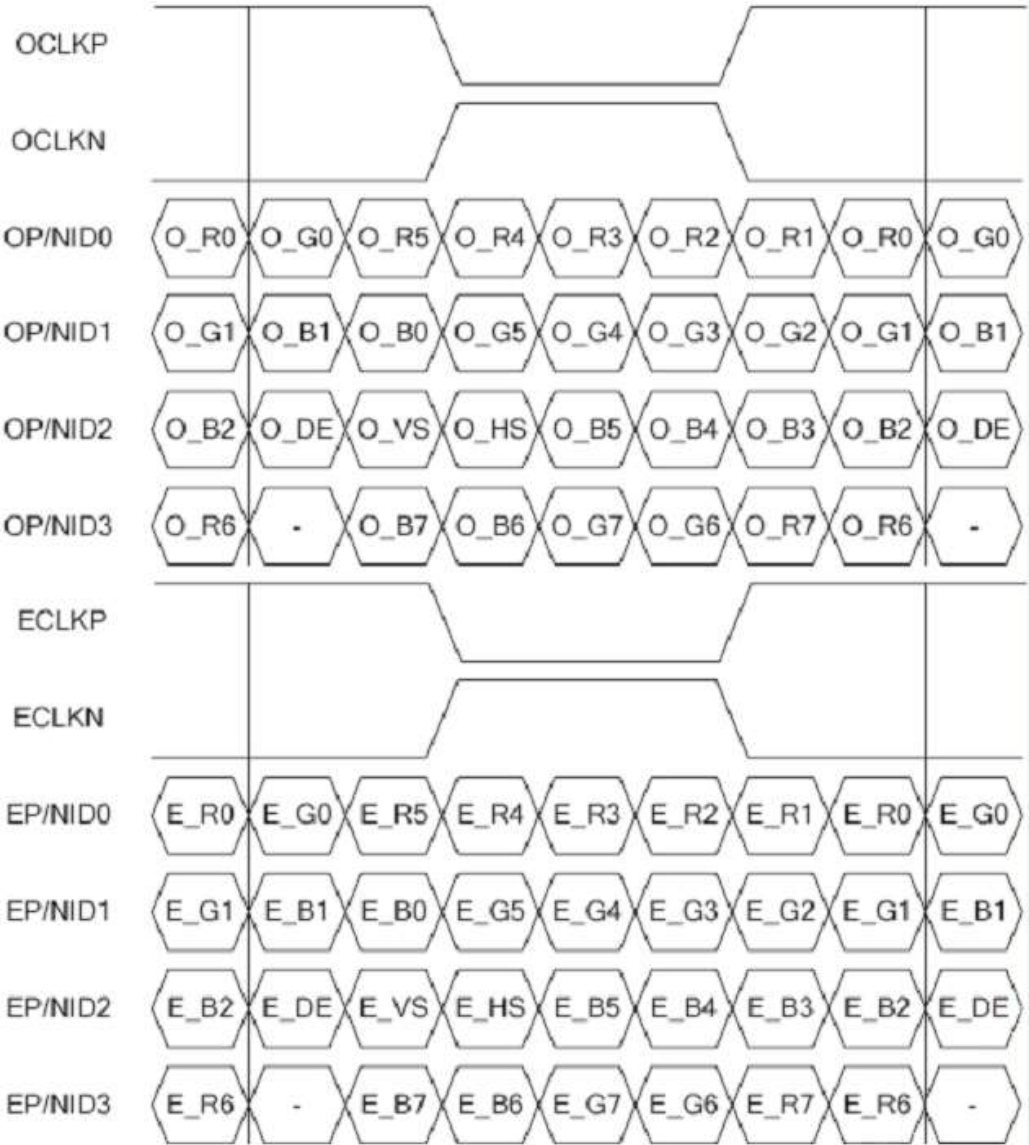 OCLKP
OCLKN
OP/NID0 O_R0 O_G0 O_R5 O_R4 O_R3 O_R2 O_R1 O_R0 O_G0
OP/NID1 O_G1 O_B1 O_B0 O_G5 O_G4 O_G3 O_G2 O_G1 O_B1
OP/NID2 O_B2 O_DE O_VS O_HS O_B5 O_B4 O_B3 O_B2 O_DE
OP/NID3 O_R6 - O_B7 O_B6 O_G7 O_G6 O_R7 O_R6 -
ECLKP
ECLKN
EP/NID0 E_R0 E_G0 E_R5 E_R4 E_R3 E_R2 E_R1 E_R0 E_G0
EP/NID1 E_G1 E_B1 E_B0 E_G5 E_G4 E_G3 E_G2 E_G1 E_B1
EP/NID2 E_B2 E_DE E_VS E_HS E_B5 E_B4 E_B3 E_B2 E_DE
EP/NID3 E_R6 - E_B7 E_B6 E_G7 E_G6 E_R7 E_R6 -